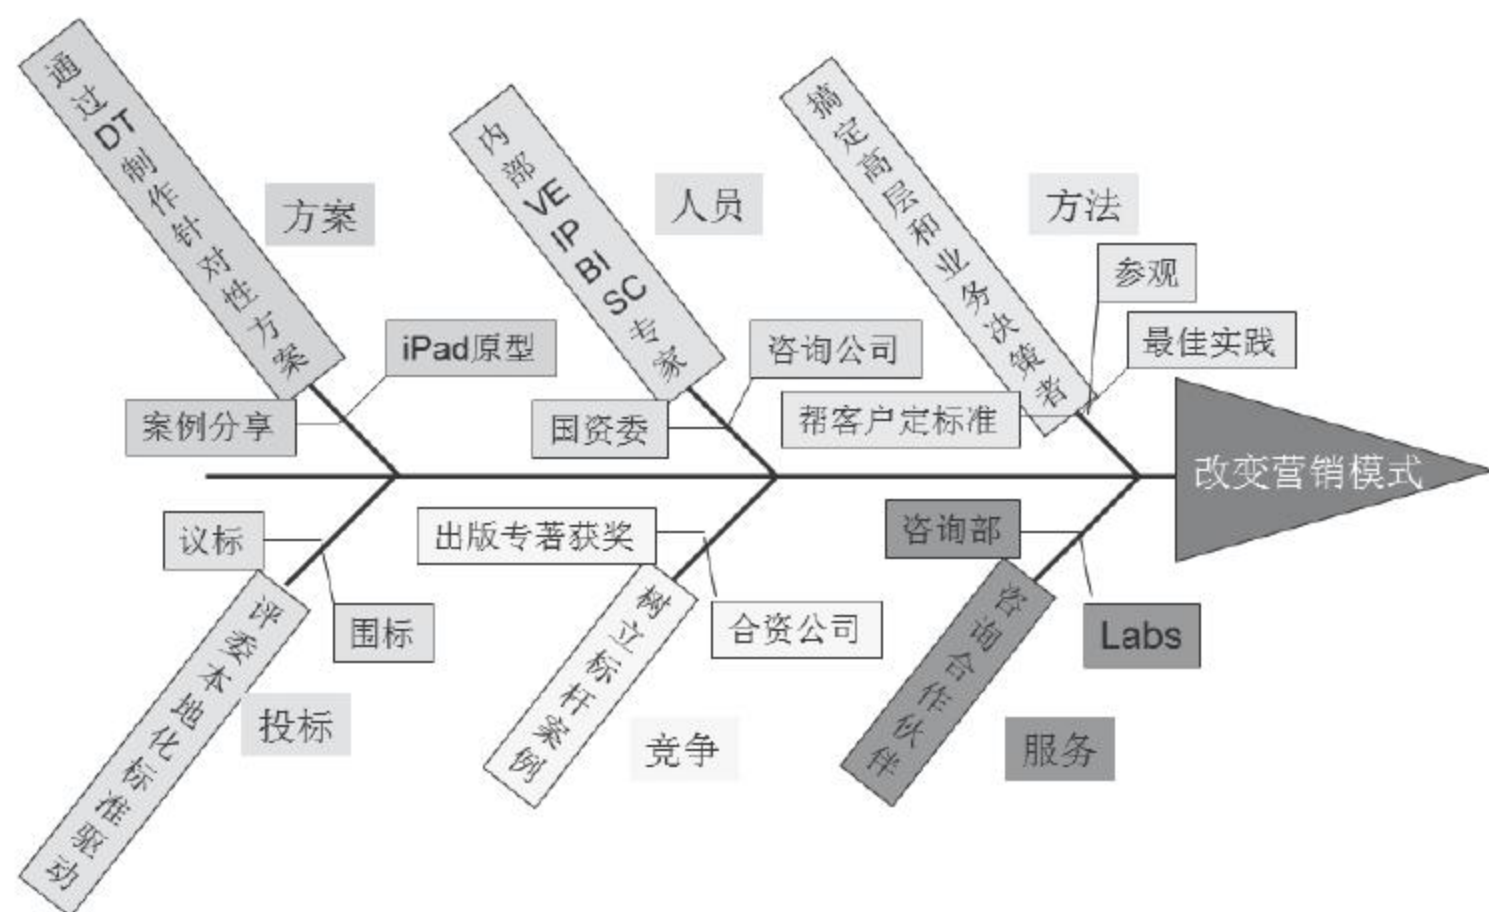 通过DT制作针对性方案
方案
iPad原型
案例分享
内部VE IP BI SC专家
人员
咨询公司
国资委
搞定高层和业务决策者
方法
参观
最佳实践
帮客户定标准
改变营销模式
议标
围标
评委本地化标准驱动
投标
出版专著获奖
合资公司
树立标杆案例
竞争
咨询部
Labs
咨询合作伙伴
服务